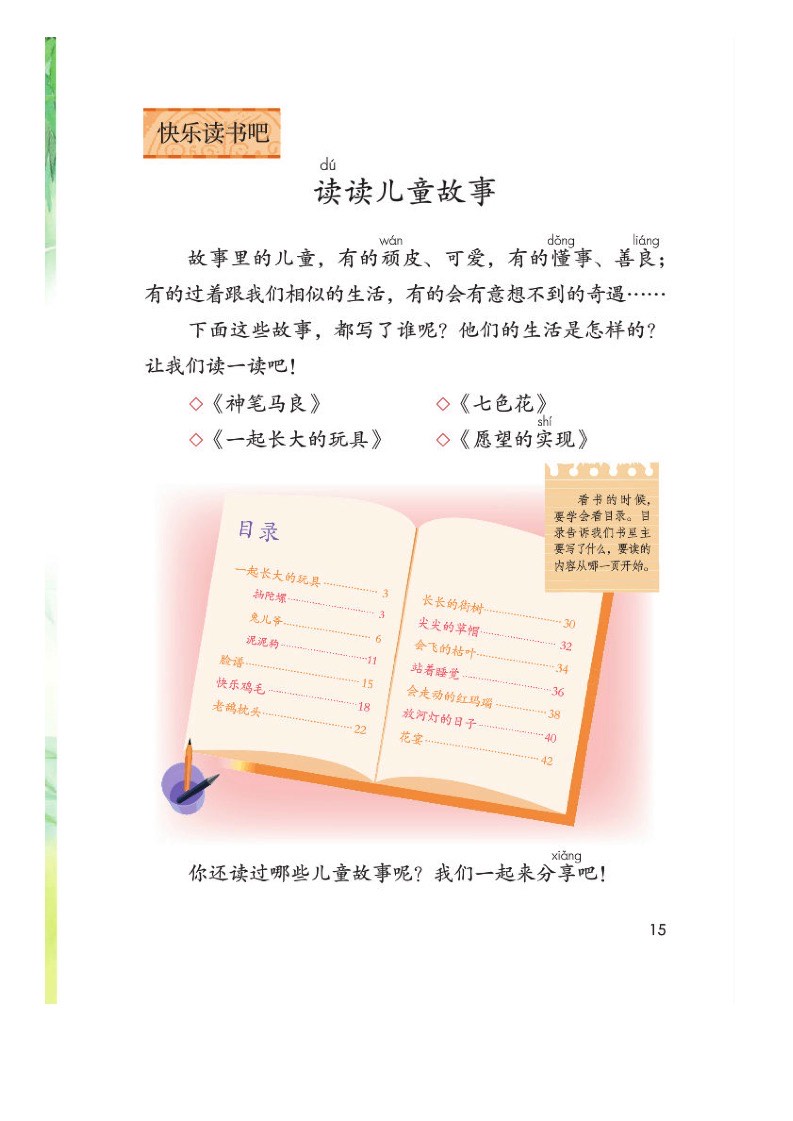 快乐读书吧
dú
读读儿童故事
wán dǒng liáng
故事里的儿童，有的顽皮、可爱，有的懂事、善良；
有的过着跟我们相似的生活，有的会有意想不到的奇遇……
下面这些故事，都写了谁呢？他们的生活是怎样的？
让我们读一读吧！
◇《神笔马良》 ◇《七色花》
shí
◇《一起长大的玩具》 ◇《愿望的实现》
看书的时候，
要学会看目录。目
录告诉我们书里主
要写了什么，要读的
内容从哪一页开始。
目录
一起长大的玩具 3
抽陀螺 3
兔儿爷 6
泥泥狗 11
脸谱 15
快乐鸡毛 18
老鸹枕头 22
长长的街树 30
尖尖的草帽 32
会飞的枯叶 34
站着睡觉 36
会走动的红玛瑙 38
放河灯的日子 40
花宴 42
xiǎng
你还读过哪些儿童故事呢？我们一起来分享吧！
15